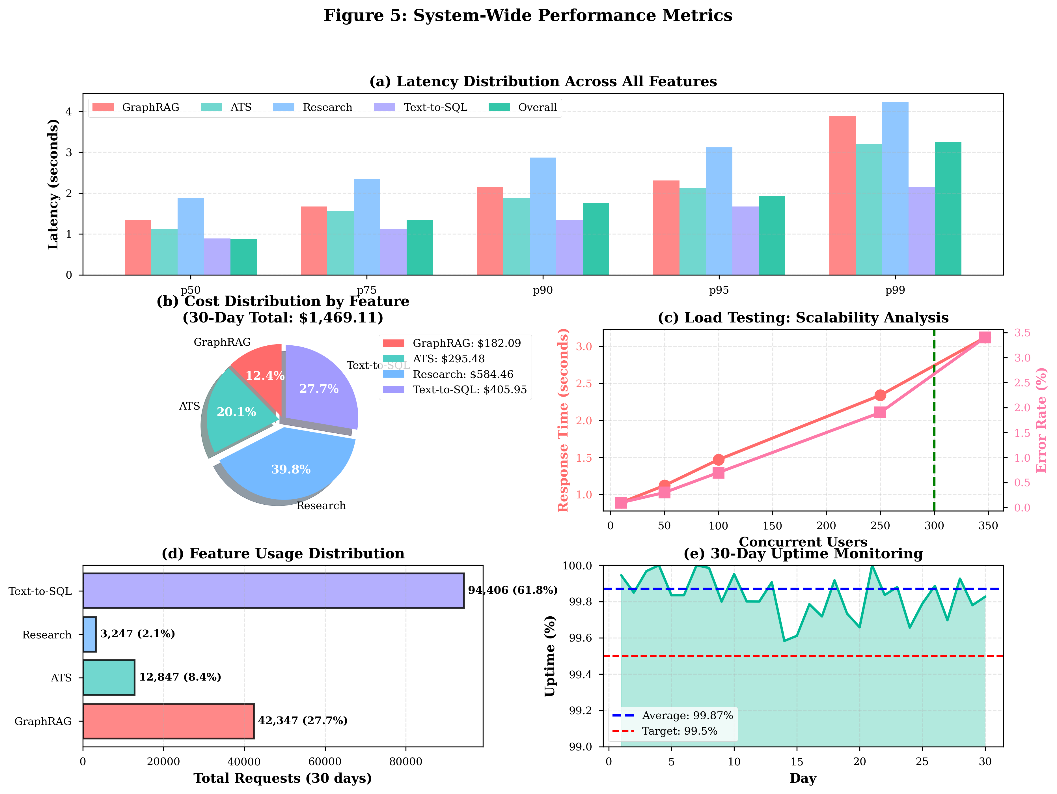 Figure 5: System-Wide Performance Metrics
(a) Latency Distribution Across All Features
GraphRAG ATS Research Text-to-SQL Overall
Latency (seconds)
4
3
2
1
0
p50 p75 p90 p95 p99
(b) Cost Distribution by Feature
(30-Day Total: $1,469.11)
GraphRAG
Text-to-SQL
ATS
Research
12.4%
27.7%
20.1%
39.8%
GraphRAG: $182.09
ATS: $295.48
Research: $584.46
Text-to-SQL: $405.95
(c) Load Testing: Scalability Analysis
Response Time (seconds)
3.0
2.5
2.0
1.5
1.0
Error Rate (%)
3.5
3.0
2.5
2.0
1.5
1.0
0.5
0.0
0 50 100 150 200 250 300 350
Concurrent Users
(d) Feature Usage Distribution
Text-to-SQL 94,406 (61.8%)
Research 3,247 (2.1%)
ATS 12,847 (8.4%)
GraphRAG 42,347 (27.7%)
0 20000 40000 60000 80000
Total Requests (30 days)
(e) 30-Day Uptime Monitoring
Uptime (%)
100.0
99.8
99.6
99.4
99.2
99.0
Average: 99.87%
Target: 99.5%
0 5 10 15 20 25 30
Day